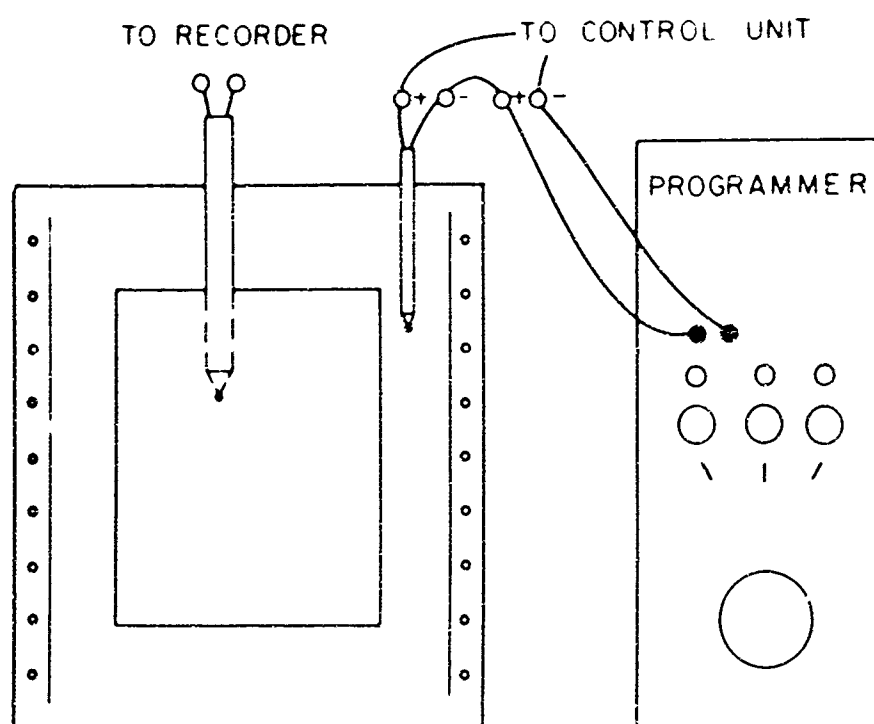 TO RECORDER
TO CONTROL UNIT
+ - + -
PROGRAMMER